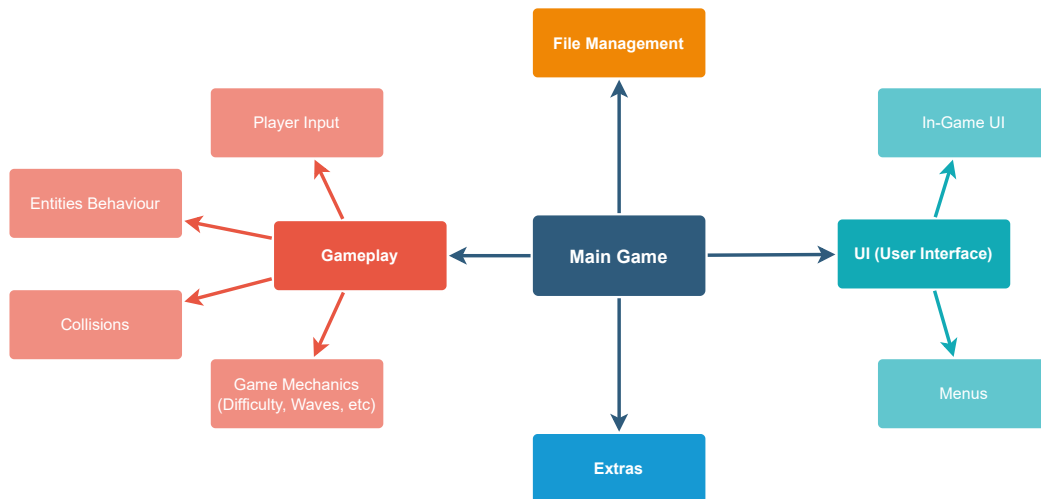 File Management
Player Input
In-Game UI
Entities Behaviour
Gameplay
Main Game
UI (User Interface)
Collisions
Game Mechanics
(Difficulty, Waves, etc)
Menus
Extras